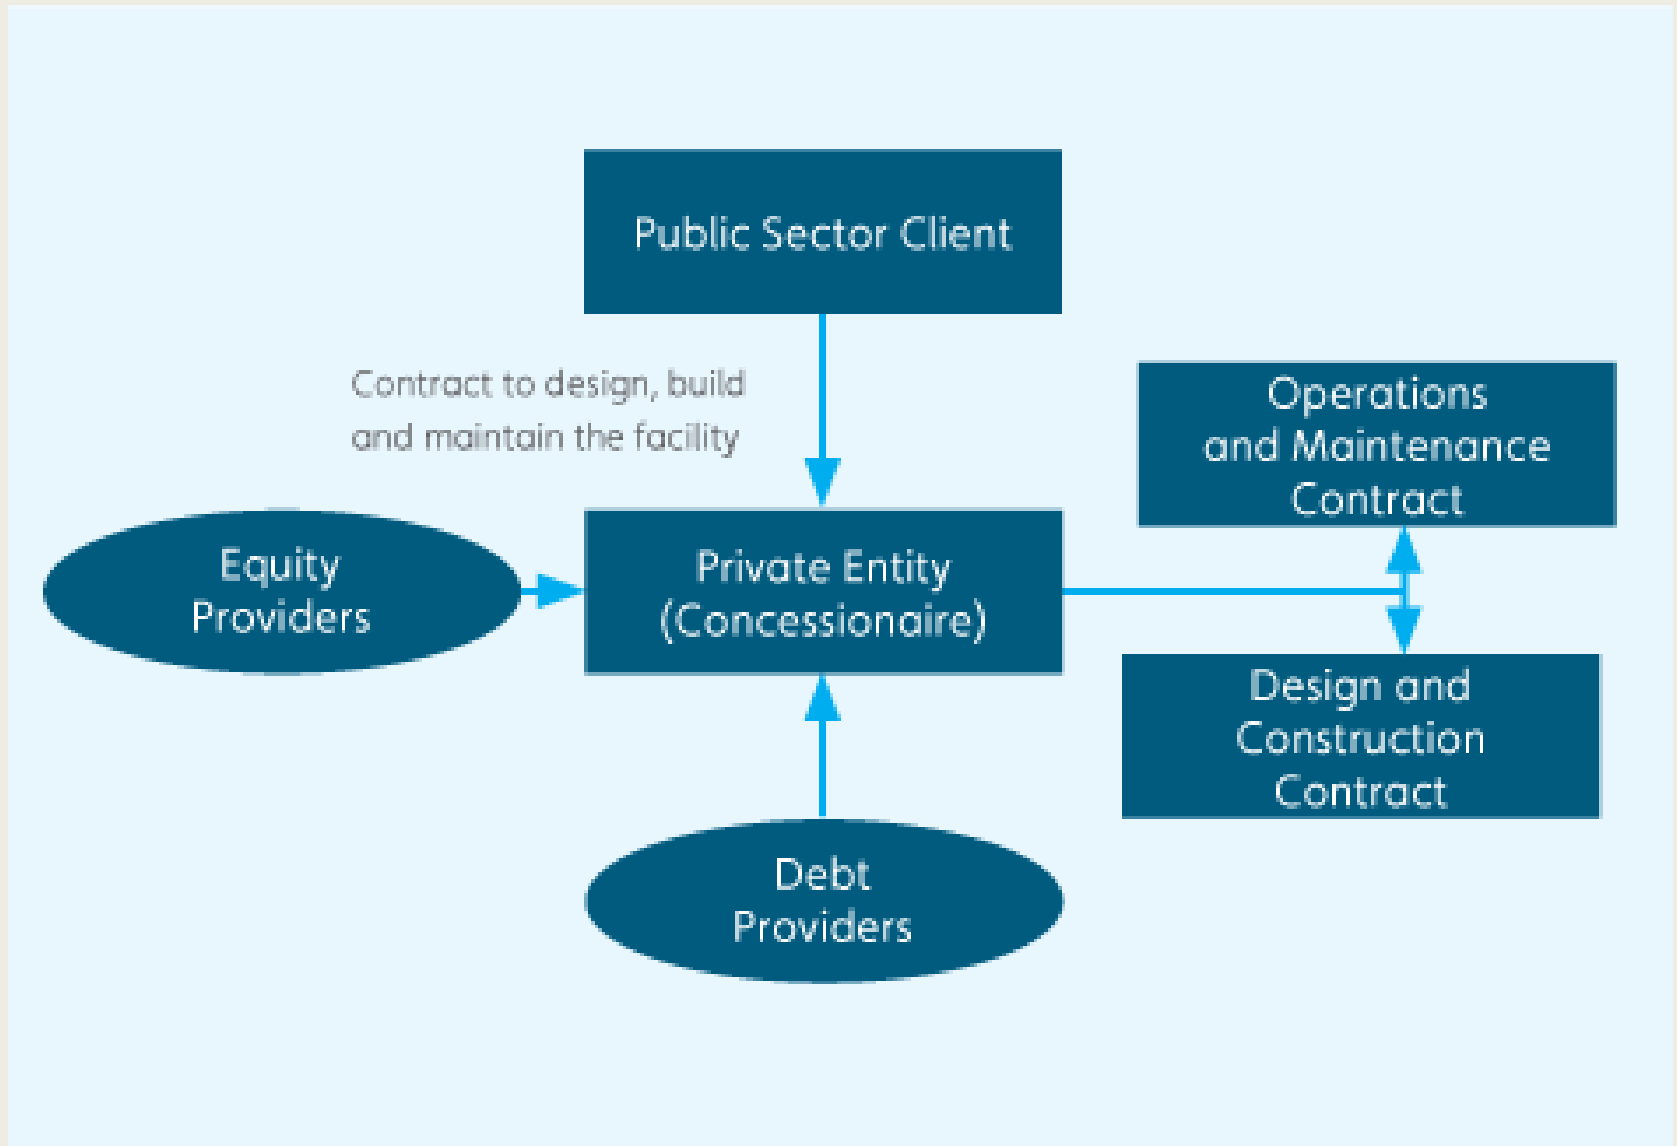 Public Sector Client
Contract to design, build
and maintain the facility
Operations
and Maintenance
Contract
Equity
Providers
Private Entity
(Concessionaire)
Design and
Construction
Contract
Debt
Providers